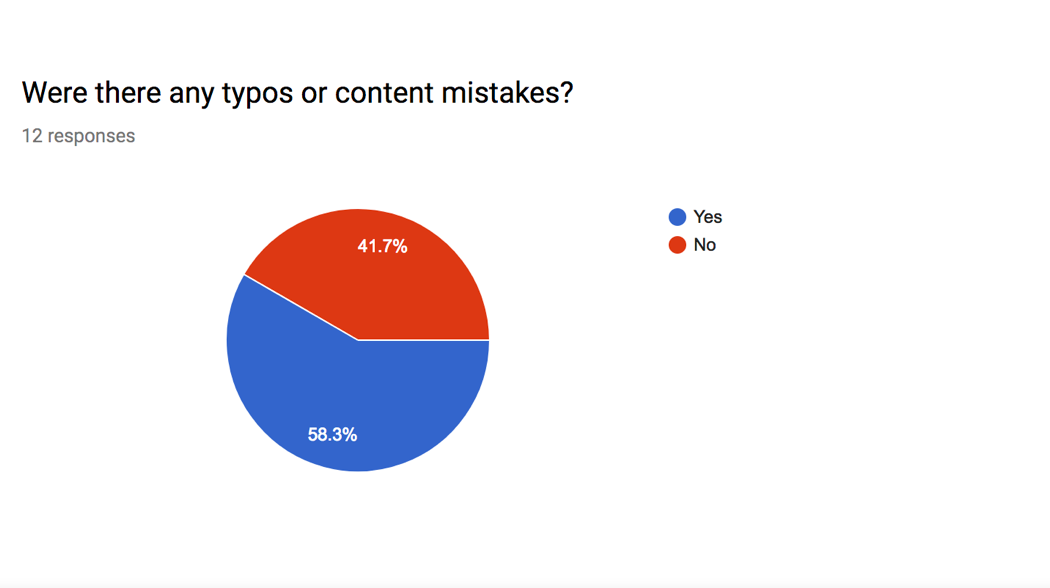 Were there any typos or content mistakes?
12 responses
41.7%
58.3%
Yes
No